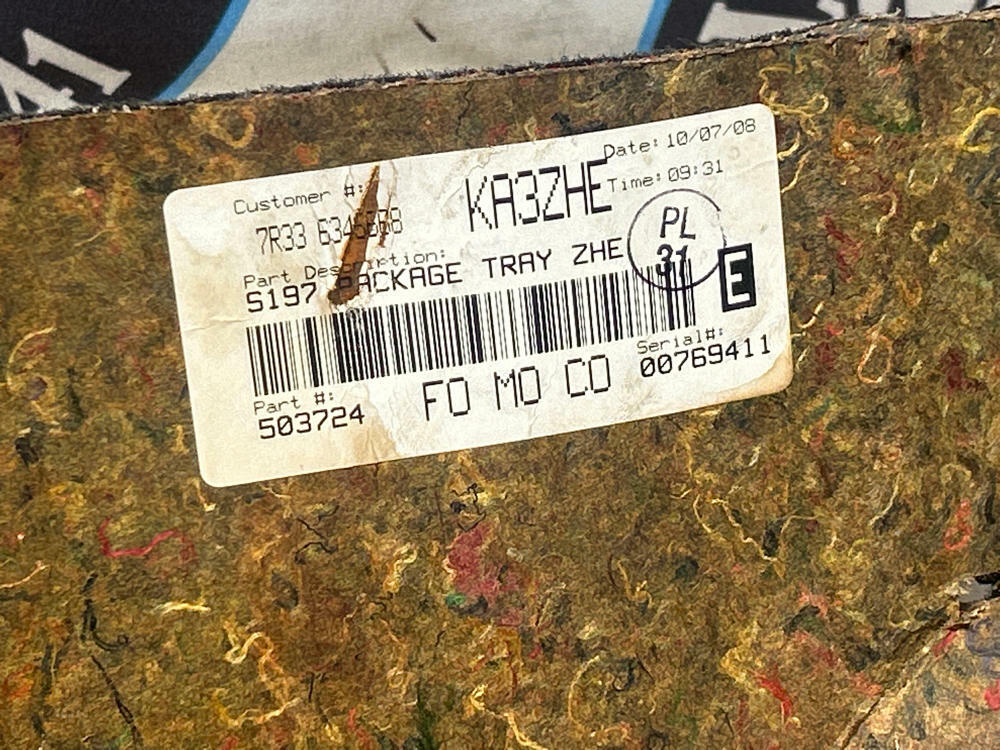 Customer #:
KA3ZHE
Date: 10/07/08
Time: 09:31
7R33
PL
31
Part Description:
S197 PACKAGE TRAY ZHE
E
Part #:
503724
FO MO CO
Serial#:
00769411